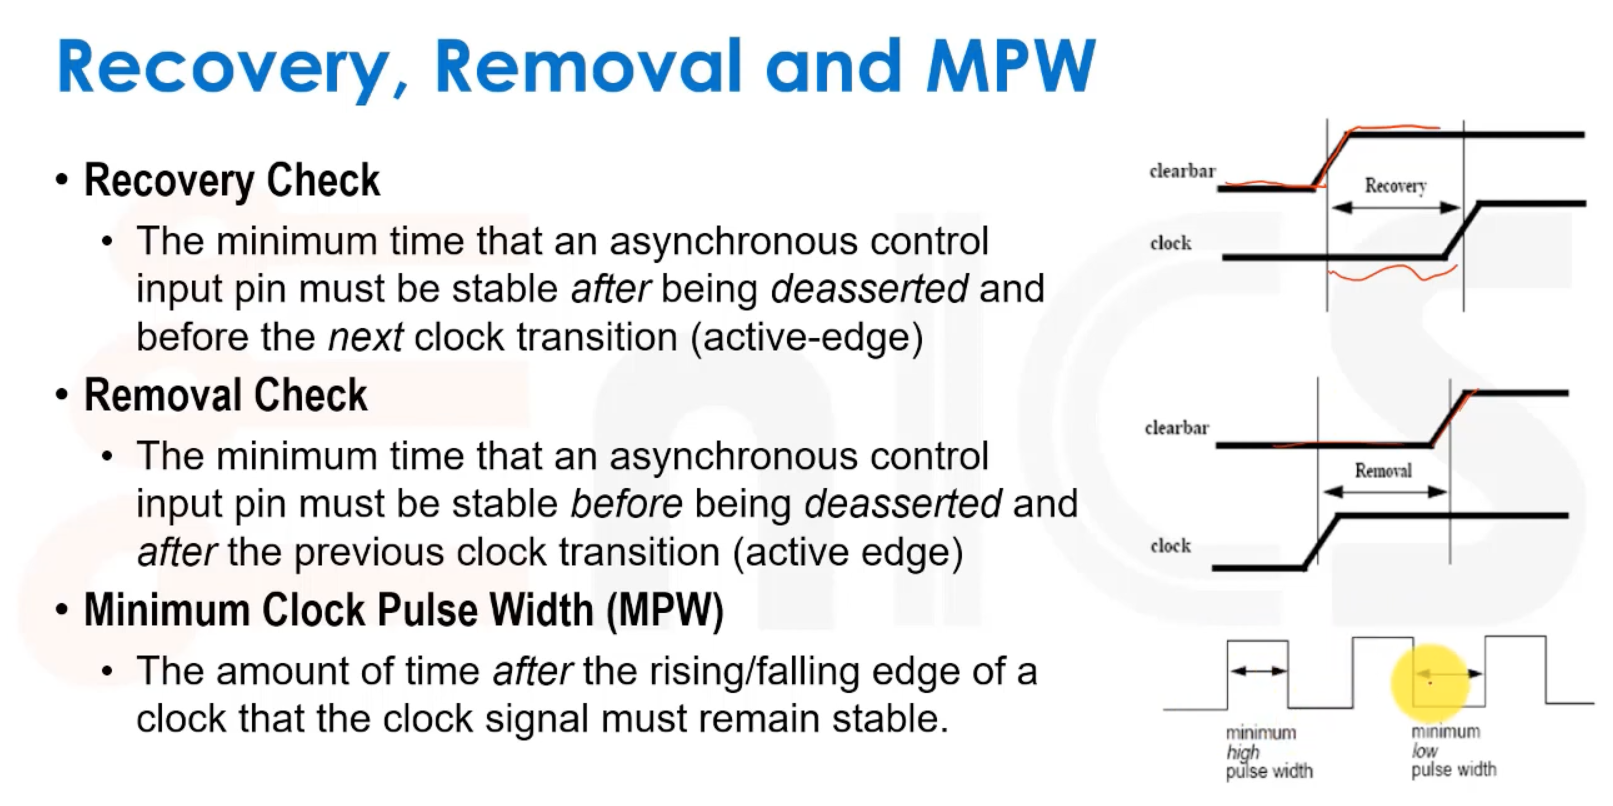 Recovery, Removal and MPW
• Recovery Check
• The minimum time that an asynchronous control
input pin must be stable after being deasserted and
before the next clock transition (active-edge)
• Removal Check
• The minimum time that an asynchronous control
input pin must be stable before being deasserted and
after the previous clock transition (active edge)
• Minimum Clock Pulse Width (MPW)
• The amount of time after the rising/falling edge of a
clock that the clock signal must remain stable.
clearbar
Recovery
clock
clearbar
Removal
clock
minimum
high
pulse width
minimum
low
pulse width
EnICS